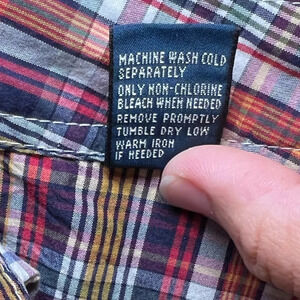 MACHINE WASH COLD
SEPARATELY
ONLY NON-CHLORINE
BLEACH WHEN NEEDED
REMOVE PROMPTLY
TUMBLE DRY LOW
WARM IRON
IF NEEDED